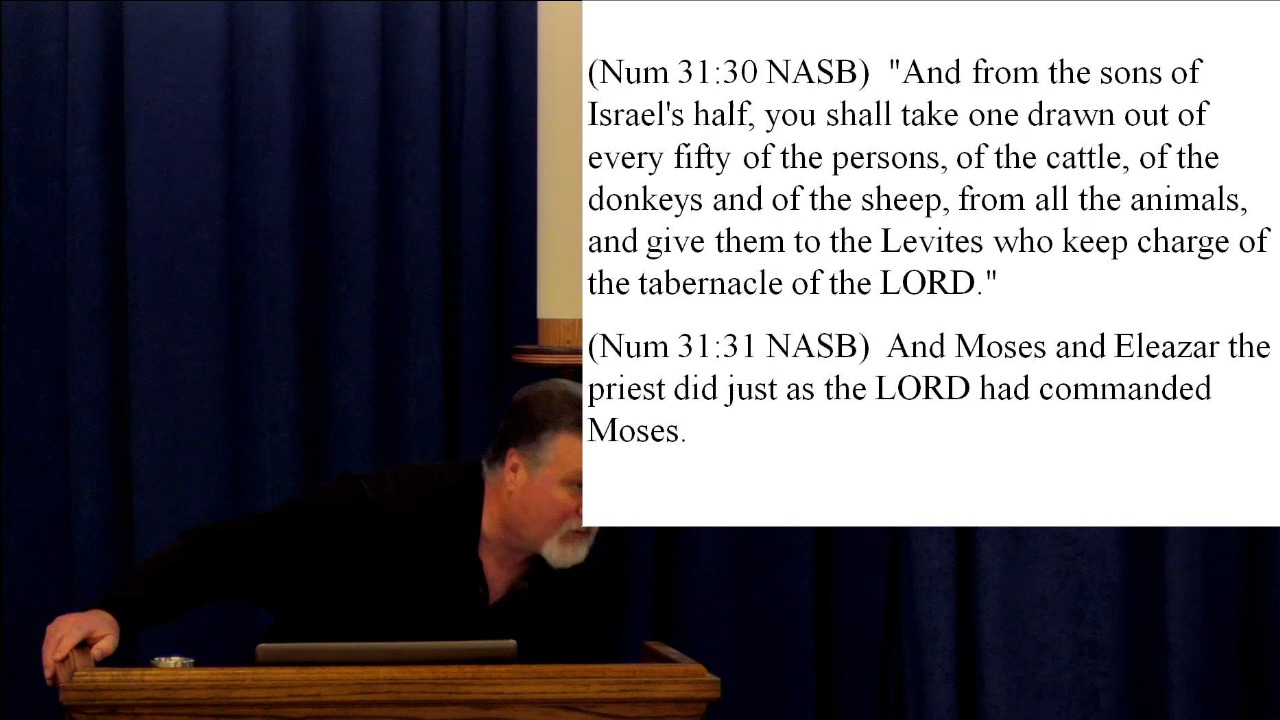 (Num 31:30 NASB)  "And from the sons of
Israel's half, you shall take one drawn out of
every fifty of the persons, of the cattle, of the
donkeys and of the sheep, from all the animals,
and give them to the Levites who keep charge of
the tabernacle of the LORD."
(Num 31:31 NASB)  And Moses and Eleazar the
priest did just as the LORD had commanded
Moses.